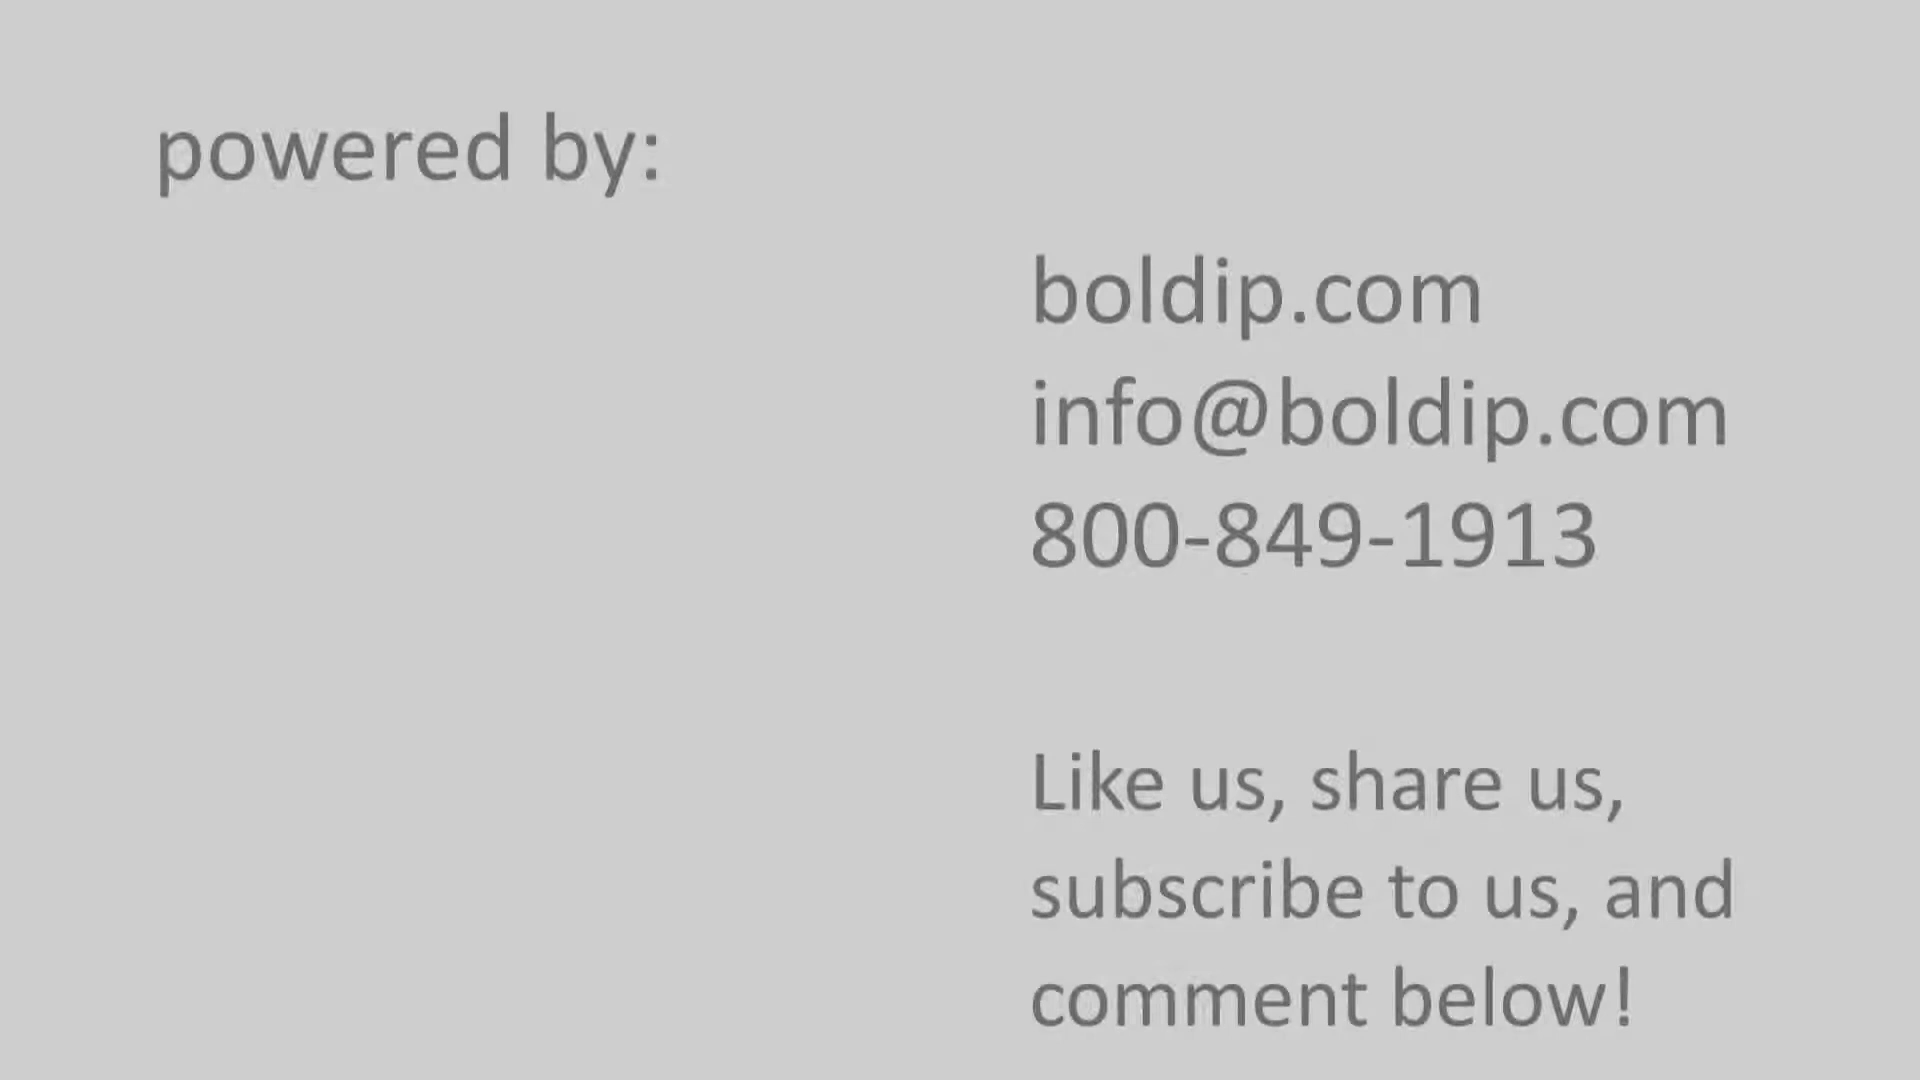 powered by:
boldip.com
info@boldip.com
800-849-1913
Like us, share us,
subscribe to us, and
comment below!